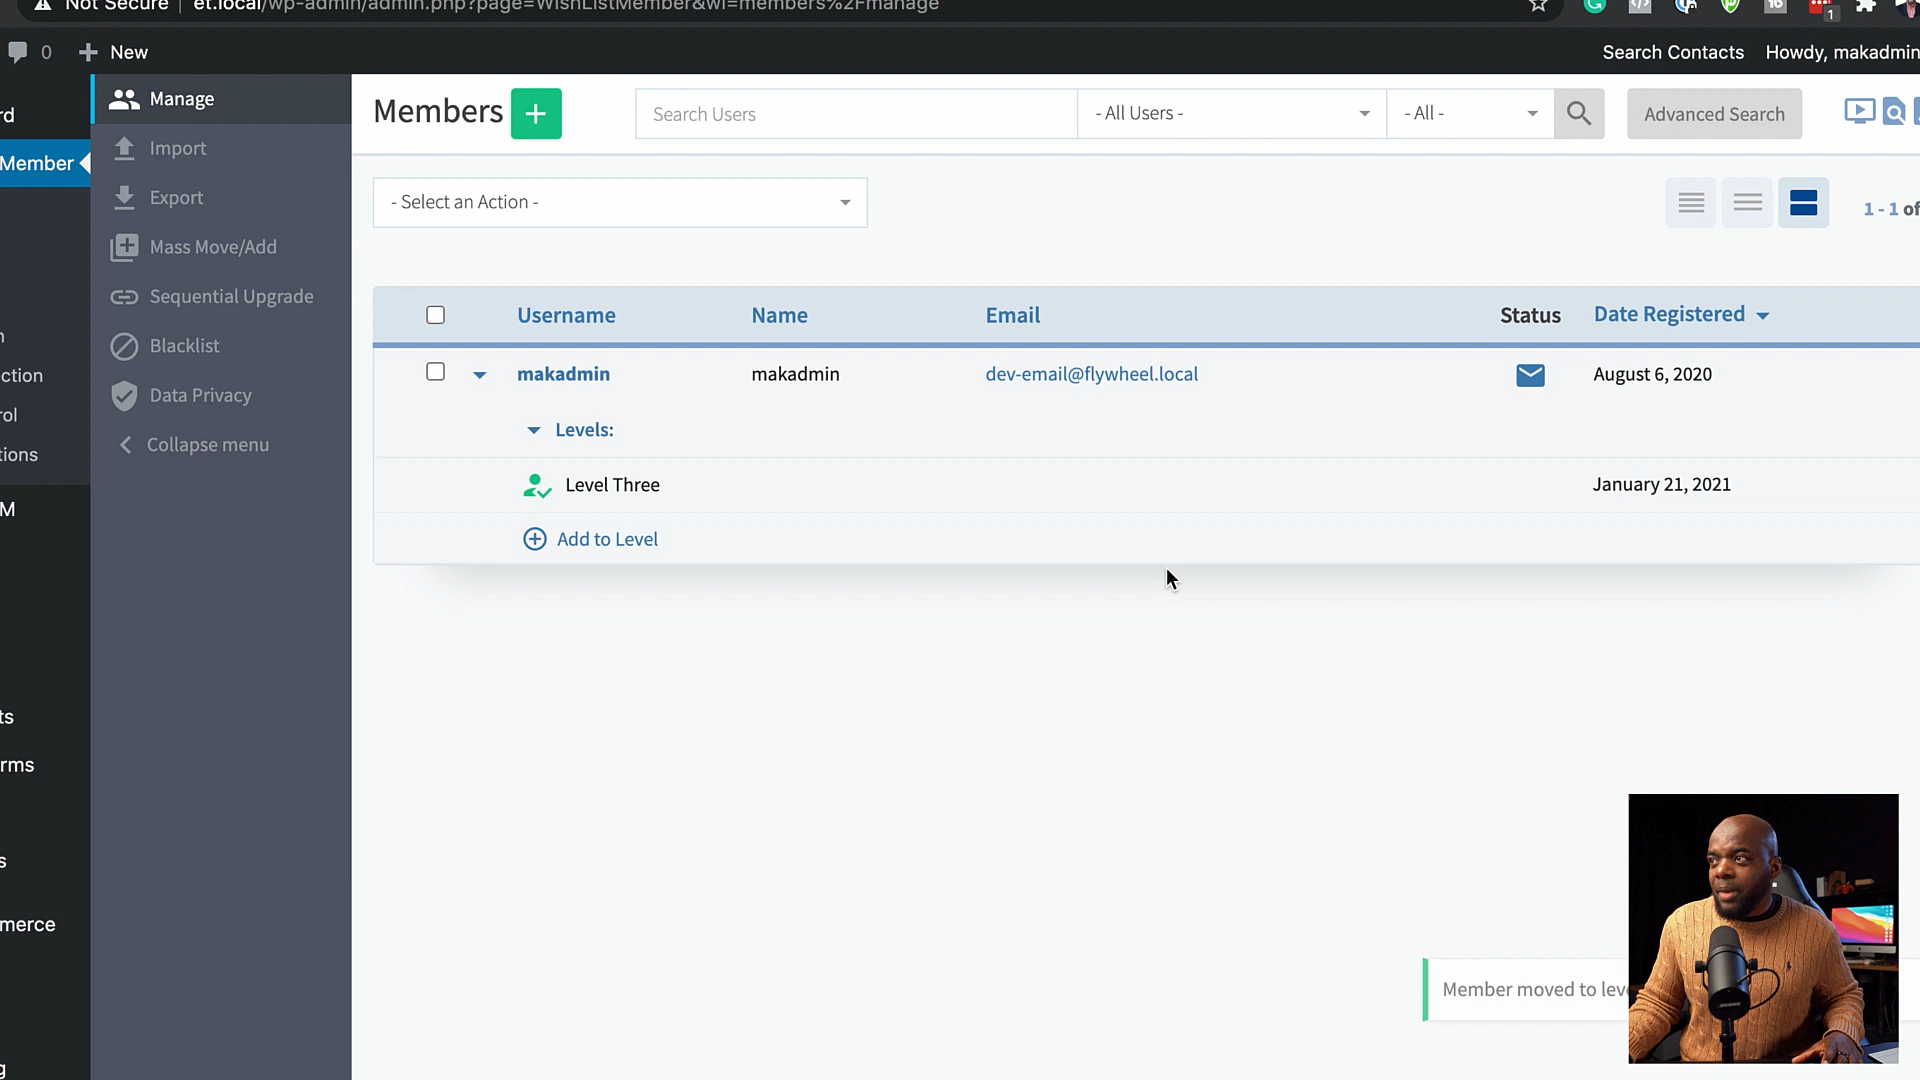 Not Secure | et.local/wp-admin/admin.php?page=WishListMember&wl=members%2Fmanage
1
0 New Search Contacts Howdy, makadmin
Manage
Import
Export
Mass Move/Add
Sequential Upgrade
Blacklist
Data Privacy
Collapse menu
rd
Member
n
ction
rol
tions
M
ts
rms
s
merce
g
Members + Search Users - All Users - - All - Advanced Search
- Select an Action - 1 - 1 of
Username Name Email Status Date Registered
makadmin makadmin dev-email@flywheel.local August 6, 2020
Levels:
Level Three January 21, 2021
Add to Level
Member moved to leve